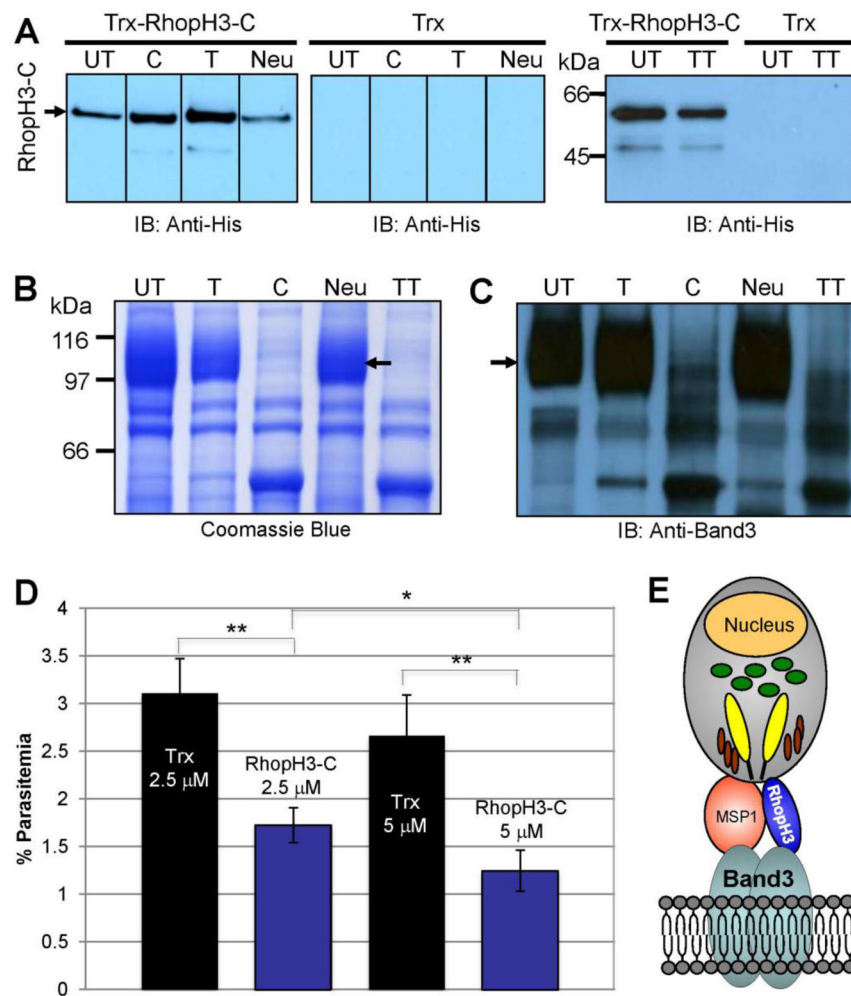 A
Trx-RhopH3-C
Trx
Trx-RhopH3-C Trx
UT C T Neu
UT C T Neu
kDa UT TT UT TT
RhopH3-C
66
45
IB: Anti-His
IB: Anti-His
IB: Anti-His
B
kDa
UT T C Neu TT
116
97
66
Coomassie Blue
C
UT T C Neu TT
IB: Anti-Band3
D
% Parasitemia
4
3.5
3
2.5
2
1.5
1
0.5
0
**
*
**
Trx
2.5 μM
RhopH3-C
2.5 μM
Trx
5 μM
RhopH3-C
5 μM
E
Nucleus
MSP1
RhopH3
Band3